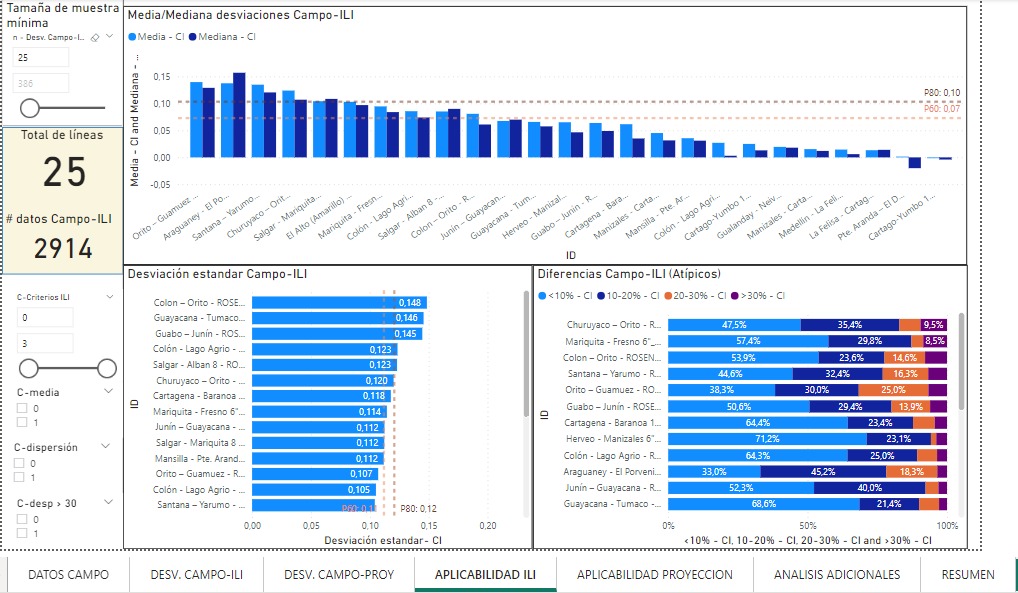 Tamaña de muestra
mínima
n - Desv. Campo-I...
25
386
Total de líneas
25
# datos Campo-ILI
2914
C-Criterios ILI
0
3
C-media
0
1
C-dispersión
0
1
C-desp > 30
0
1
Media/Mediana desviaciones Campo-ILI
Media - CI Mediana - CI
Media - CI and Mediana - ...
0,15
0,10
0,05
0.00
-0.05
P80: 0,10
P60: 0,07
Orito – Guamuez ...
Araguaney - El Po...
Santana – Yarumo...
Churuyaco – Orit...
Salgar - Mariquita...
El Alto (Amarillo) ...
Mariquita - Fresn...
Colón - Lago Agri...
Salgar - Alban 8 -...
Colon – Orito - R...
Junín – Guayacan...
Guayacana - Tum...
Herveo - Manizal...
Guabo – Junín - R...
Cartagena - Bara...
Manizales - Carta...
Mansilla - Pte. Ar...
Colón - Lago Agri...
Cartago-Yumbo 1...
Gualanday - Neiv...
Manizales - Carta...
Medellin - La Feli...
La Felisa - Cartag...
Pte. Aranda – El D...
Cartago-Yumbo 1...
ID
Desviación estandar Campo-ILI
ID
Colon – Orito - ROSE... 0,148
Guayacana - Tumaco... 0,146
Guabo – Junín - ROS... 0,145
Colón - Lago Agrio - ... 0,123
Salgar - Alban 8 - RO... 0,123
Churuyaco – Orito - ... 0,120
Cartagena - Baranoa ... 0,118
Mariquita - Fresno 6"... 0,114
Junín – Guayacana - ... 0,112
Salgar - Mariquita 8 ... 0,112
Mansilla - Pte. Arand... 0,112
Orito – Guamuez - R... 0,107
Colón - Lago Agrio - ... 0,105
Santana – Yarumo - ...
P80: 0,12
0.00 0,05 0,10 0,15 0,20
Desviación estandar - CI
Diferencias Campo-ILI (Atípicos)
<10% - CI 10-20% - CI 20-30% - CI >30% - CI
ID
Churuyaco – Orito - R... 47,5% 35,4% 9,5%
Mariquita - Fresno 6"_... 57,4% 29,8% 8,5%
Colon – Orito - ROSEN... 53,9% 23,6% 14,6%
Santana – Yarumo - R... 44,6% 32,4% 16,3%
Orito – Guamuez - RO... 38,3% 30,0% 25,0%
Guabo – Junín - ROSE... 50,6% 29,4% 13,9%
Cartagena - Baranoa 1... 64,4% 23,4%
Herveo - Manizales 6"... 71,2% 23,1%
Colón - Lago Agrio - R... 64,3% 25,0%
Araguaney - El Porveni... 33,0% 45,2% 18,3%
Junín – Guayacana - R... 52,3% 40,0%
Guayacana - Tumaco -... 68,6% 21,4%
0% 50% 100%
<10% - CI, 10-20% - CI, 20-30% - CI and >30% - CI
DATOS CAMPO DESV. CAMPO-ILI DESV. CAMPO-PROY APLICABILIDAD ILI APLICABILIDAD PROYECCION ANALISIS ADICIONALES RESUMEN